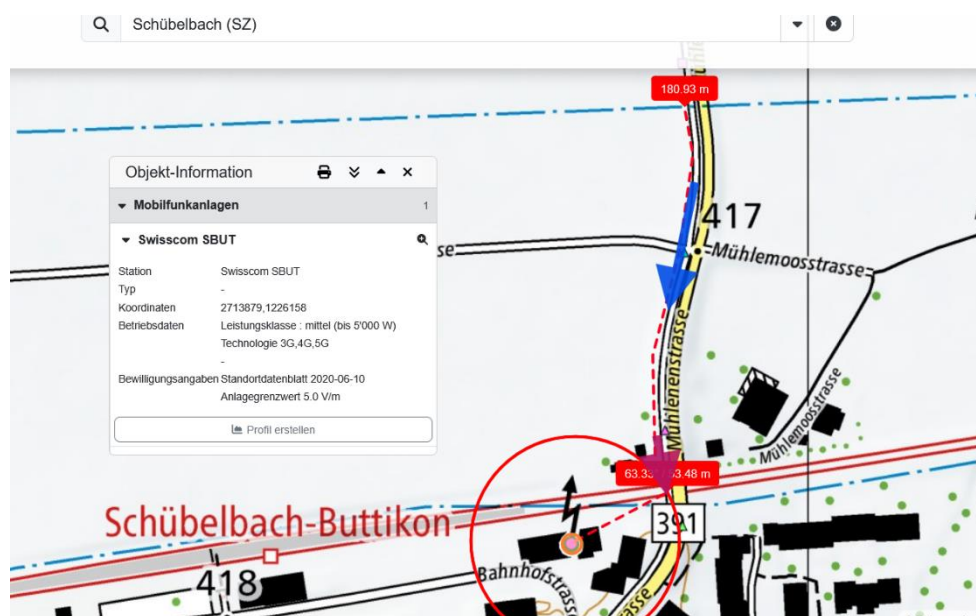 Schübelbach (SZ)
180.93 m
Objekt-Information
Mobilfunkanlagen 1
Swisscom SBUT
Station Swisscom SBUT
Typ -
Koordinaten 2713879,1226158
Betriebsdaten Leistungsklasse : mittel (bis 5'000 W)
Technologie 3G,4G,5G
-
Bewilligungsangaben Standortdatenblatt 2020-06-10
Anlagegrenzwert 5.0 V/m
Profil erstellen
417
Mühlemoosstrasse
Mühlenenstrasse
Mühlemoosstrasse
Schübelbach-Buttikon
391
418
Bahnhofstrasse